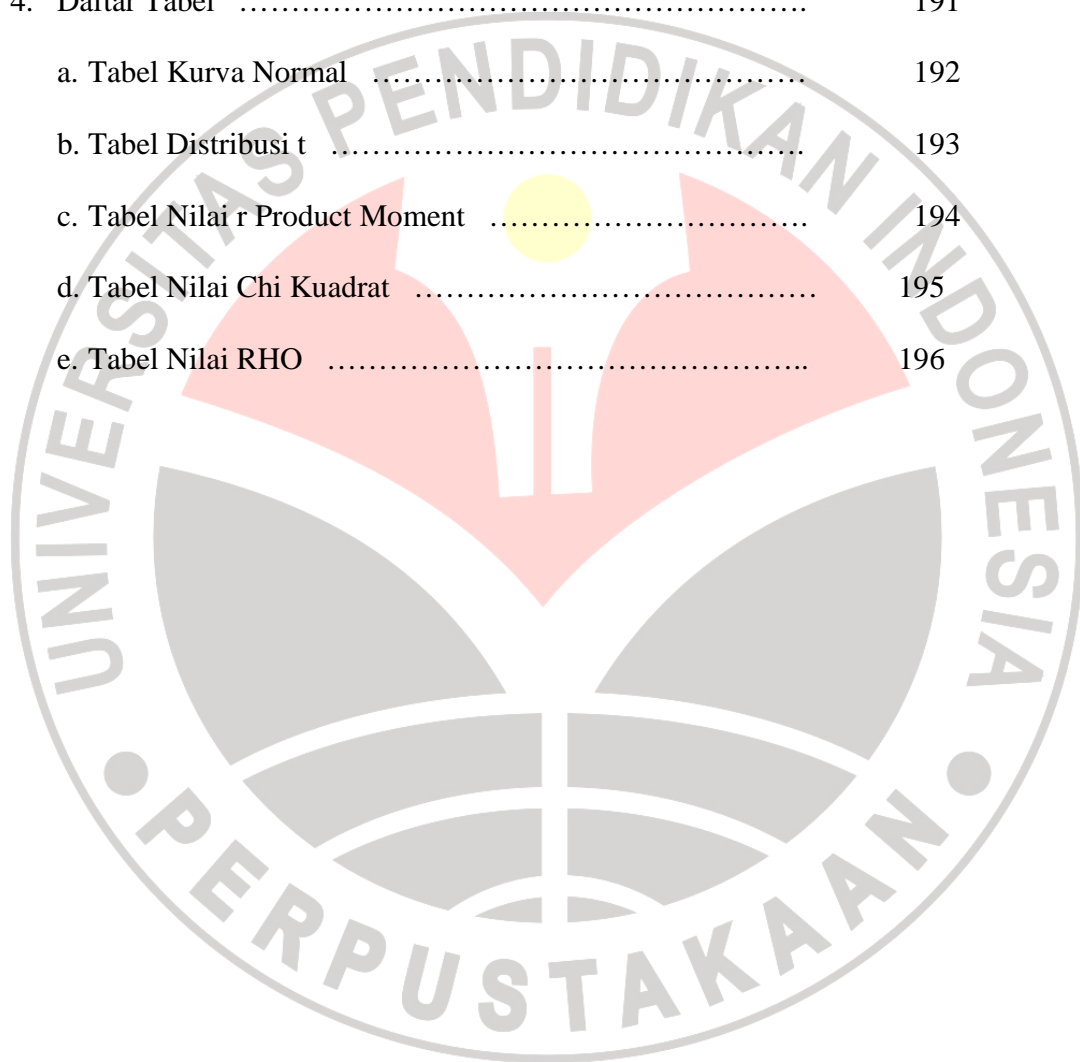 4. Daftar Tabel ………………………………………………………. 191
a. Tabel Kurva Normal …………………………………………. 192
b. Tabel Distribusi t ……………………………………………. 193
c. Tabel Nilai r Product Moment ……………………………… 194
d. Tabel Nilai Chi Kuadrat ………………………………… 195
e. Tabel Nilai RHO ……………………………………….. 196
UNIVERSITAS PENDIDIKAN INDONESIA
PERPUSTAKAAN